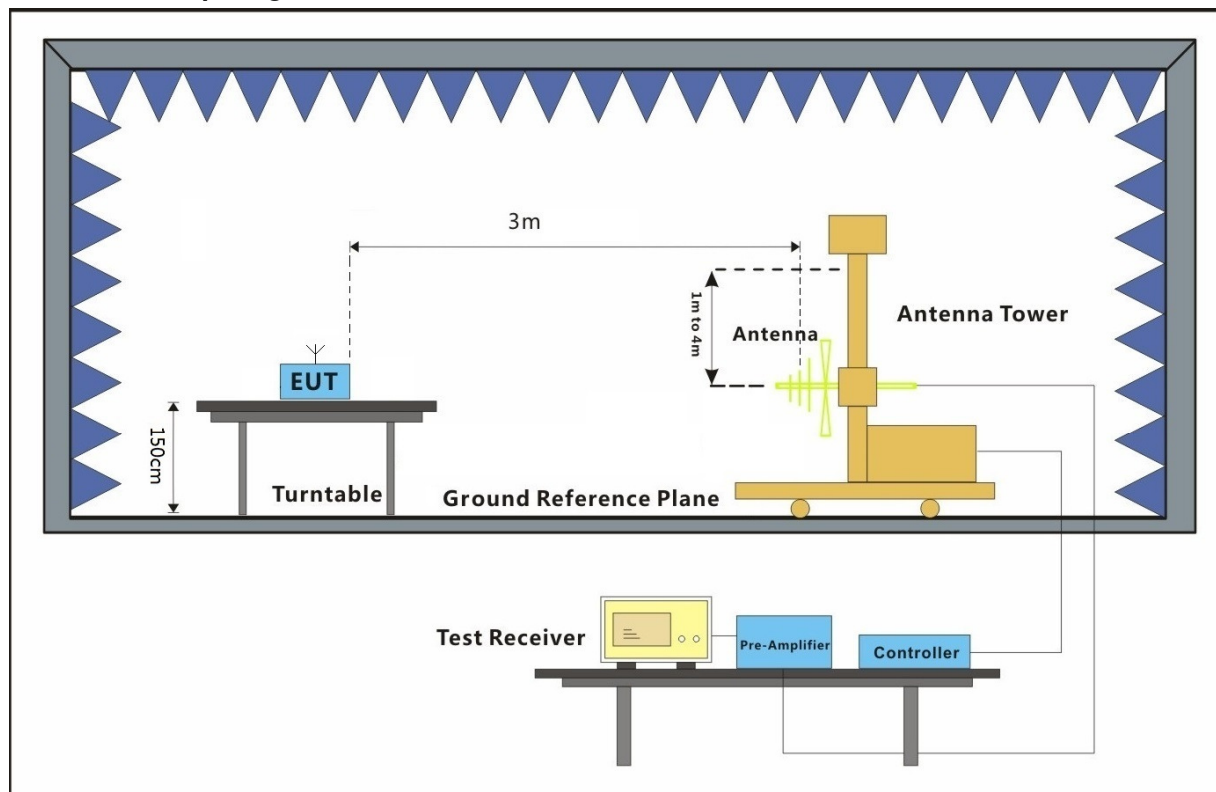 3m
1m to 4m
Antenna
Antenna Tower
EUT
150cm
Turntable
Ground Reference Plane
Test Receiver
Pre-Amplifier
Controller